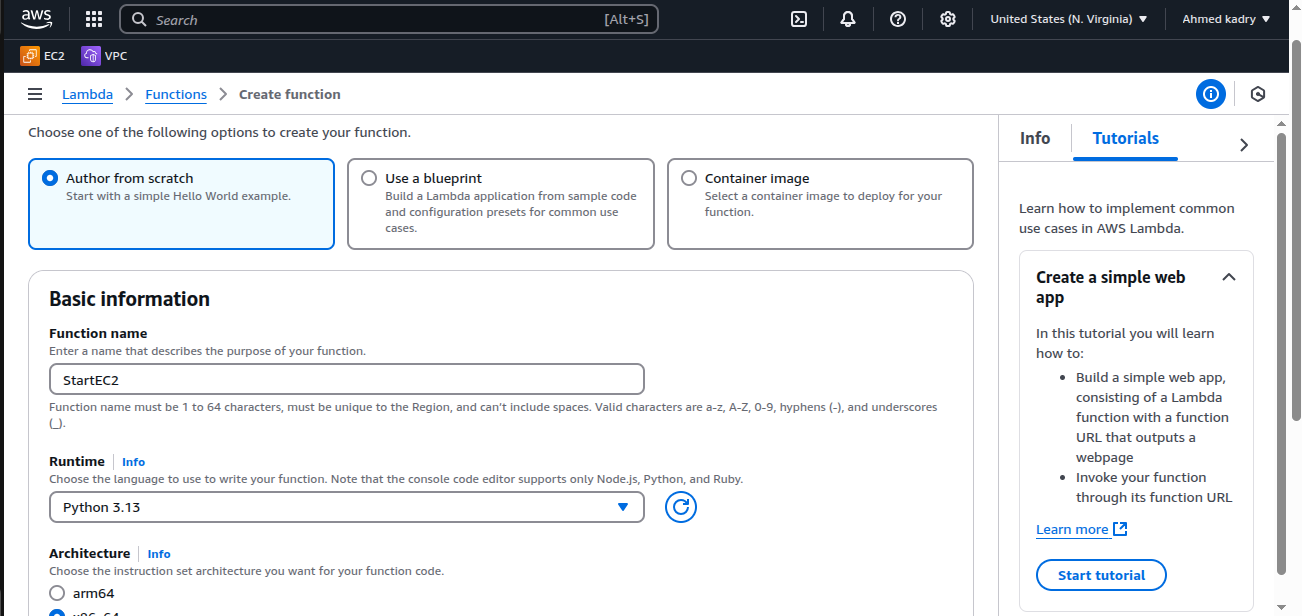 aws
Search [Alt+S]
United States (N. Virginia)
Ahmed kadry
EC2
VPC
Lambda
Functions
Create function
Choose one of the following options to create your function.
Author from scratch
Start with a simple Hello World example.
Use a blueprint
Build a Lambda application from sample code
and configuration presets for common use
cases.
Container image
Select a container image to deploy for your
function.
Basic information
Function name
Enter a name that describes the purpose of your function.
StartEC2
Function name must be 1 to 64 characters, must be unique to the Region, and can't include spaces. Valid characters are a-z, A-Z, 0-9, hyphens (-), and underscores
(_).
Runtime Info
Choose the language to use to write your function. Note that the console code editor supports only Node.js, Python, and Ruby.
Python 3.13
Architecture Info
Choose the instruction set architecture you want for your function code.
arm64
Info
Tutorials
Learn how to implement common
use cases in AWS Lambda.
Create a simple web
app
In this tutorial you will learn
how to:
• Build a simple web app,
consisting of a Lambda
function with a function
URL that outputs a
webpage
• Invoke your function
through its function URL
Learn more
Start tutorial